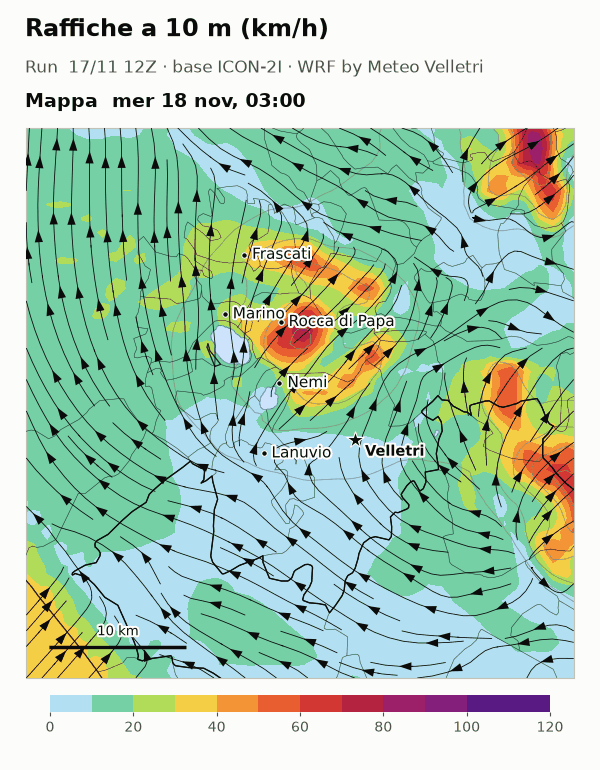 Raffiche a 10 m (km/h)
Run  17/11 12Z · base ICON-2I · WRF by Meteo Velletri
Mappa  mer 18 nov, 03:00
Frascati
Marino
Rocca di Papa
Nemi
Lanuvio
Velletri
10 km
0 20 40 60 80 100 120